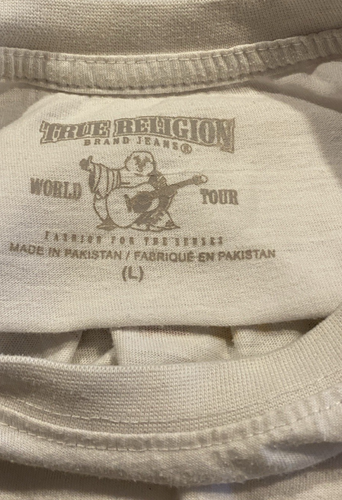 TRUE RELIGION
BRAND JEANS®
WORLD TOUR
FASHION FOR THE SENSES
MADE IN PAKISTAN / FABRIQUÉ EN PAKISTAN
(L)